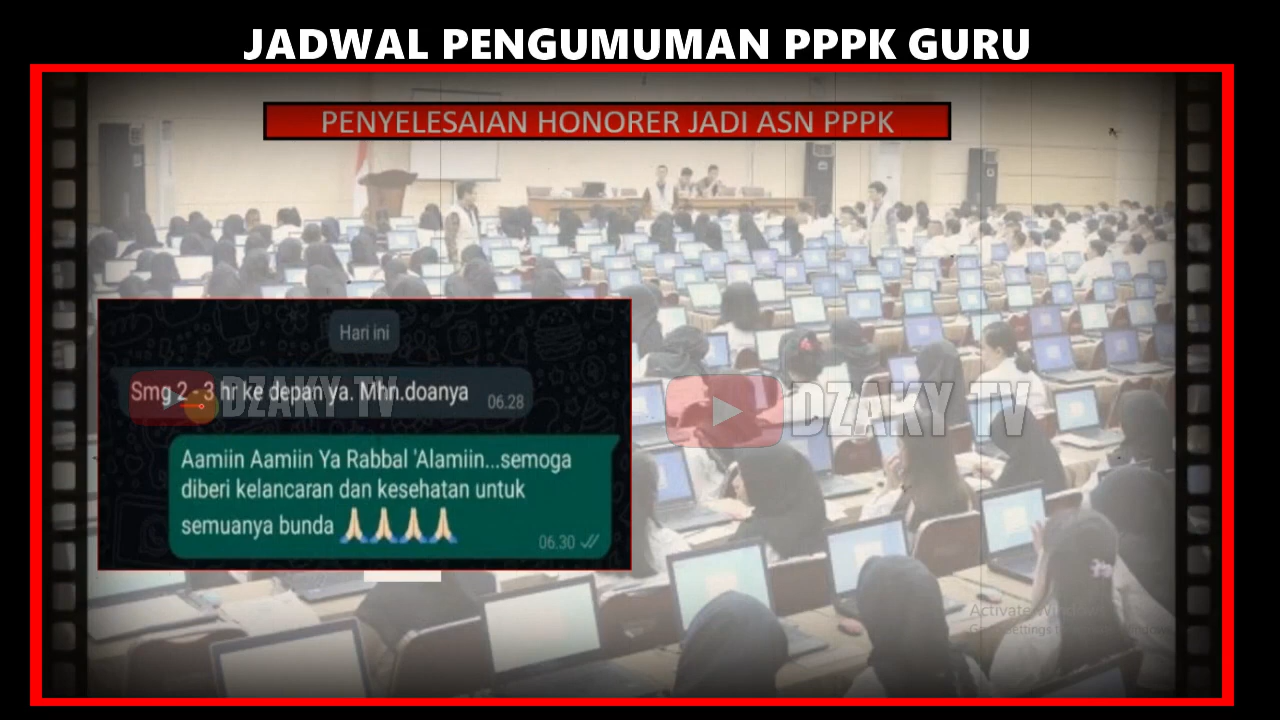 JADWAL PENGUMUMAN PPPK GURU
PENYELESAIAN HONORER JADI ASN PPPK
Hari ini
Smg 2 - 3 hr ke depan ya. Mhn.doanya
06.28
DZAKY TV
DZAKY TV
Aamiin Aamiin Ya Rabbal 'Alamiin...semoga
diberi kelancaran dan kesehatan untuk
semuanya bunda 🙏🙏🙏🙏
06.30
Activate Windows